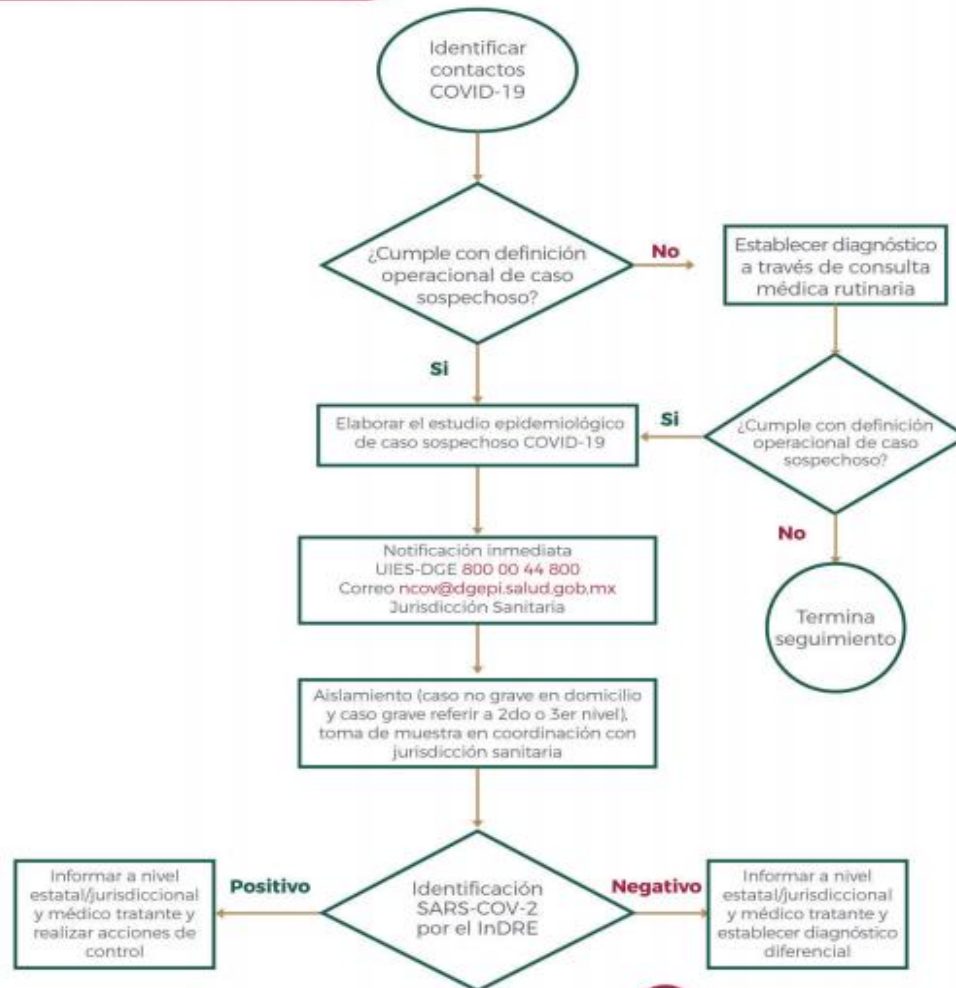 Identificar
contactos
COVID-19
¿Cumple con definición
operacional de caso
sospechoso?
No
Establecer diagnóstico
a través de consulta
médica rutinaria
Si
Elaborar el estudio epidemiológico
de caso sospechoso COVID-19
Si
¿Cumple con definición
operacional de caso
sospechoso?
No
Termina
seguimiento
Notificación inmediata
UIES-DGE 800 00 44 800
Correo ncov@dgepi.salud.gob.mx
Jurisdicción Sanitaria
Aislamiento (caso no grave en domicilio
y caso grave referir a 2do o 3er nivel),
toma de muestra en coordinación con
jurisdicción sanitaria
Identificación
SARS-COV-2
por el InDRE
Positivo
Informar a nivel
estatal/jurisdiccional
y médico tratante y
realizar acciones de
control
Negativo
Informar a nivel
estatal/jurisdiccional
y médico tratante y
establecer diagnóstico
diferencial